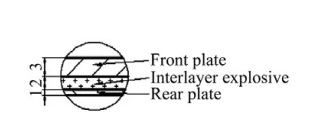 Front plate
Interlayer explosive
Rear plate
3
2
1